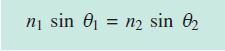 n₁ sin θ₁ = n₂ sin θ₂